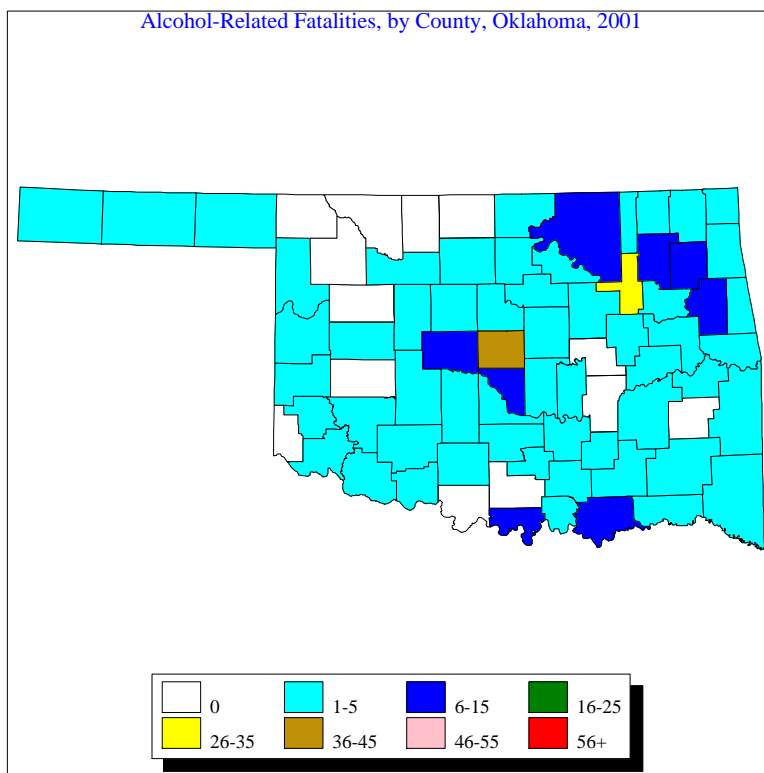 Alcohol-Related Fatalities, by County, Oklahoma, 2001
0 1-5 6-15 16-25
26-35 36-45 46-55 56+